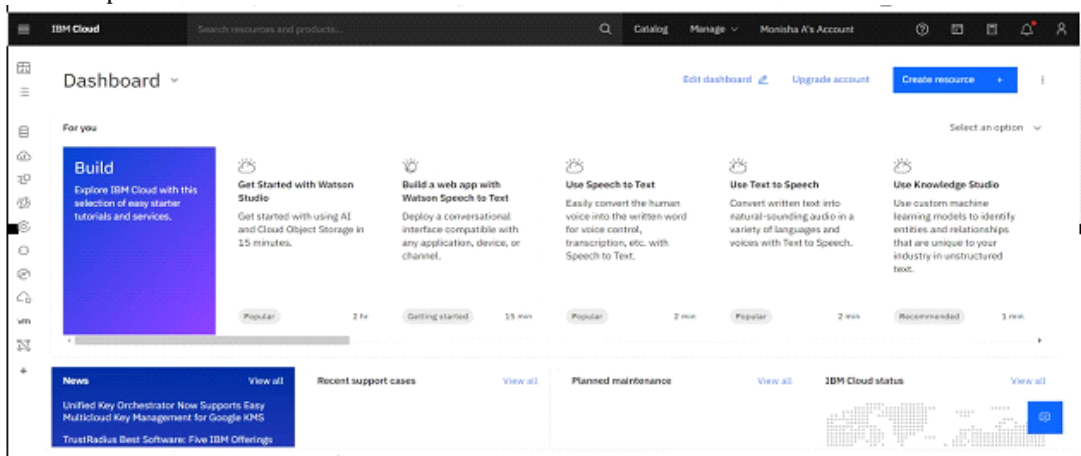 IBM Cloud
Search resources and products...
Catalog
Manage
Monisha A's Account
Dashboard
Edit dashboard
Upgrade account
Create resource +
For you
Select an option
Build
Explore IBM Cloud with this
selection of easy starter
tutorials and services.
Get Started with Watson
Studio
Get started with using AI
and Cloud Object Storage in
15 minutes.
Popular
2 hr
Build a web app with
Watson Speech to Text
Deploy a conversational
interface compatible with
any application, device, or
channel.
Getting started
15 min
Use Speech to Text
Easily convert the human
voice into the written word
for voice control,
transcription, etc. with
Speech to Text.
Popular
2 min
Use Text to Speech
Convert written text into
natural-sounding audio in a
variety of languages and
voices with Text to Speech.
Popular
2 min
Use Knowledge Studio
Use custom machine
learning models to identify
entities and relationships
that are unique to your
industry in unstructured
text.
Recommended
1 min
vm
News
View all
Unified Key Orchestrator Now Supports Easy
Multicloud Key Management for Google KMS
TrustRadius Best Software: Five IBM Offerings
Recent support cases
View all
Planned maintenance
View all
IBM Cloud status
View all